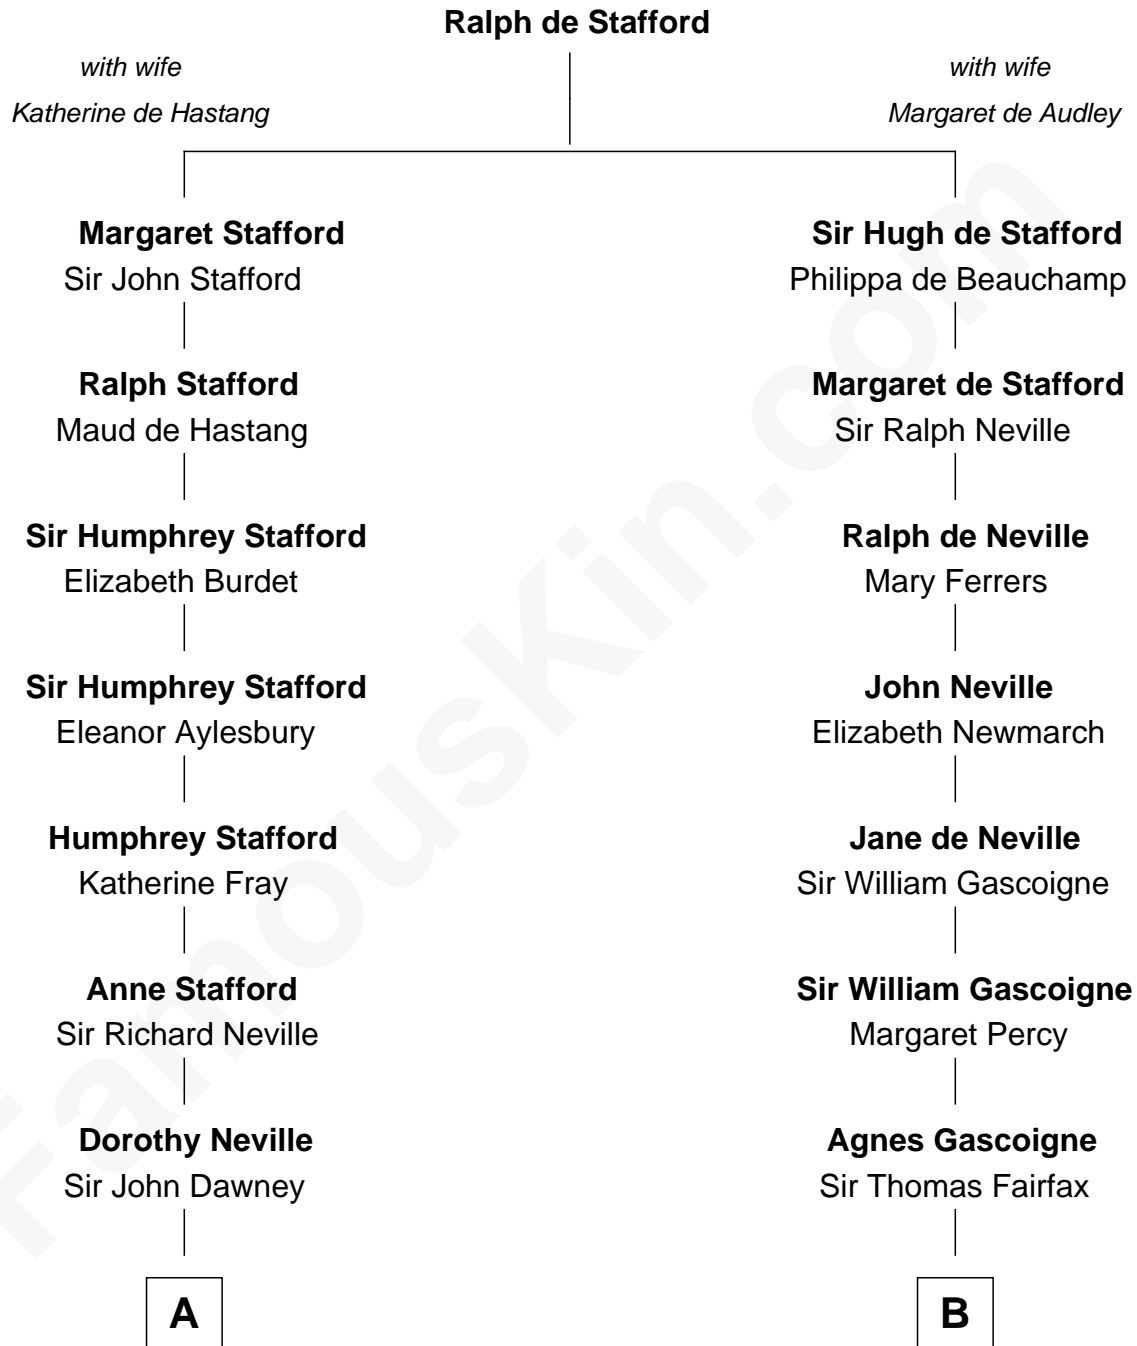 Ralph de Stafford
with wife
Katherine de Hastang
with wife
Margaret de Audley
Margaret Stafford
Sir John Stafford
Sir Hugh de Stafford
Philippa de Beauchamp
Ralph Stafford
Maud de Hastang
Margaret de Stafford
Sir Ralph Neville
Sir Humphrey Stafford
Elizabeth Burdet
Ralph de Neville
Mary Ferrers
Sir Humphrey Stafford
Eleanor Aylesbury
John Neville
Elizabeth Newmarch
Humphrey Stafford
Katherine Fray
Jane de Neville
Sir William Gascoigne
Anne Stafford
Sir Richard Neville
Sir William Gascoigne
Margaret Percy
Dorothy Neville
Sir John Dawney
Agnes Gascoigne
Sir Thomas Fairfax
A
B
FamousKin.com